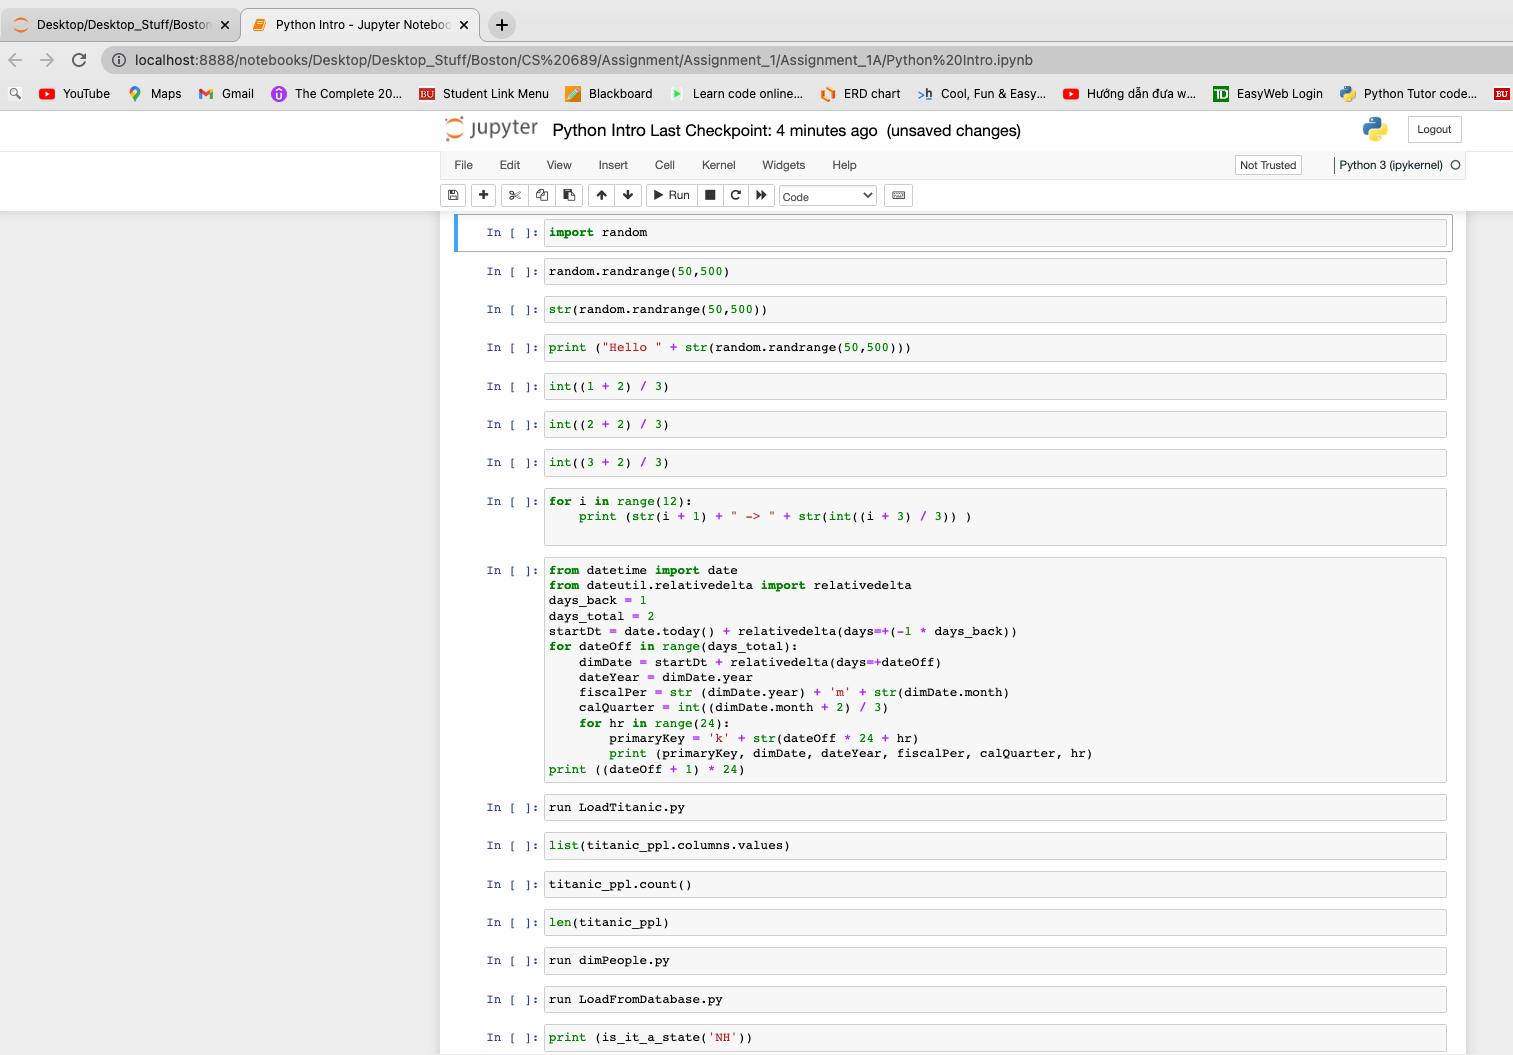 Desktop/Desktop_Stuff/Boston
Python Intro - Jupyter Noteboo
localhost:8888/notebooks/Desktop/Desktop_Stuff/Boston/CS%20689/Assignment/Assignment_1/Assignment_1A/Python%20Intro.ipynb
YouTube Maps Gmail The Complete 20... BU Student Link Menu Blackboard Learn code online... ERD chart >h Cool, Fun & Easy... Hướng dẫn đưa w... TD EasyWeb Login Python Tutor code... BU
jupyter Python Intro Last Checkpoint: 4 minutes ago (unsaved changes) Logout
File Edit View Insert Cell Kernel Widgets Help Not Trusted Python 3 (ipykernel)
Run Code
In [ ]: import random
In [ ]: random.randrange(50,500)
In [ ]: str(random.randrange(50,500))
In [ ]: print ("Hello " + str(random.randrange(50,500)))
In [ ]: int((1 + 2) / 3)
In [ ]: int((2 + 2) / 3)
In [ ]: int((3 + 2) / 3)
In [ ]: for i in range(12):
    print (str(i + 1) + " -> " + str(int((i + 3) / 3)) )
In [ ]: from datetime import date
from dateutil.relativedelta import relativedelta
days_back = 1
days_total = 2
startDt = date.today() + relativedelta(days=+(-1 * days_back))
for dateOff in range(days_total):
    dimDate = startDt + relativedelta(days=+dateOff)
    dateYear = dimDate.year
    fiscalPer = str (dimDate.year) + 'm' + str(dimDate.month)
    calQuarter = int((dimDate.month + 2) / 3)
    for hr in range(24):
        primaryKey = 'k' + str(dateOff * 24 + hr)
        print (primaryKey, dimDate, dateYear, fiscalPer, calQuarter, hr)
print ((dateOff + 1) * 24)
In [ ]: run LoadTitanic.py
In [ ]: list(titanic_ppl.columns.values)
In [ ]: titanic_ppl.count()
In [ ]: len(titanic_ppl)
In [ ]: run dimPeople.py
In [ ]: run LoadFromDatabase.py
In [ ]: print (is_it_a_state('NH'))